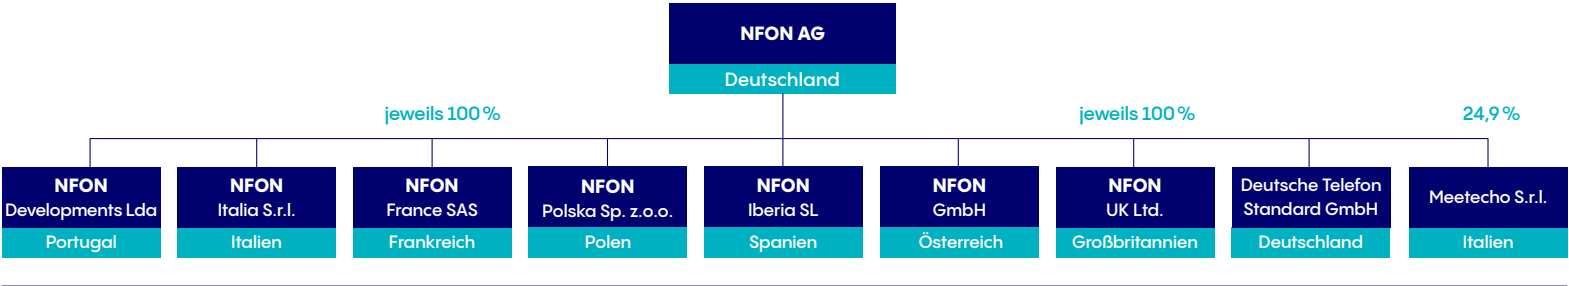 NFON AG
Deutschland
jeweils 100 %
jeweils 100 %
24,9 %
NFON
Developments Lda
Portugal
NFON
Italia S.r.l.
Italien
NFON
France SAS
Frankreich
NFON
Polska Sp. z.o.o.
Polen
NFON
Iberia SL
Spanien
NFON
GmbH
Österreich
NFON
UK Ltd.
Großbritannien
Deutsche Telefon
Standard GmbH
Deutschland
Meetecho S.r.l.
Italien